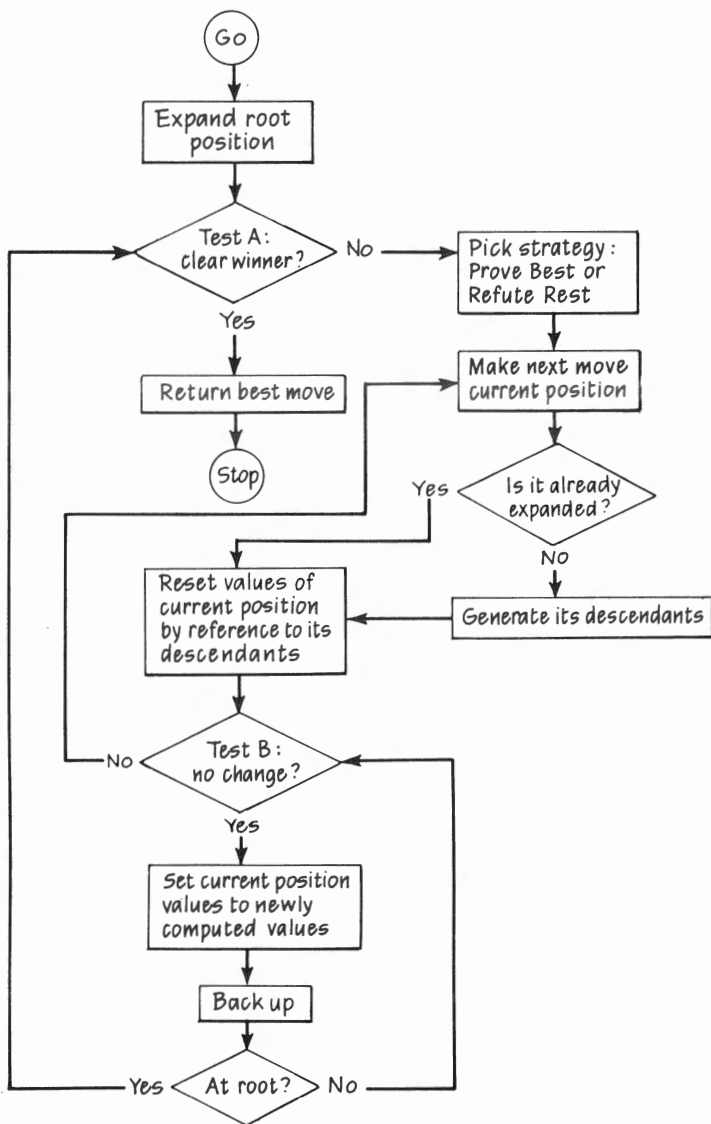 Go
Expand root
position
Test A:
clear winner?
No
Pick strategy:
Prove Best or
Refute Rest
Yes
Return best move
Make next move
current position
Stop
Yes
Is it already
expanded?
No
Reset values of
current position
by reference to its
descendants
Generate its descendants
No
Test B:
no change?
Yes
Set current position
values to newly
computed values
Back up
Yes
At root?
No